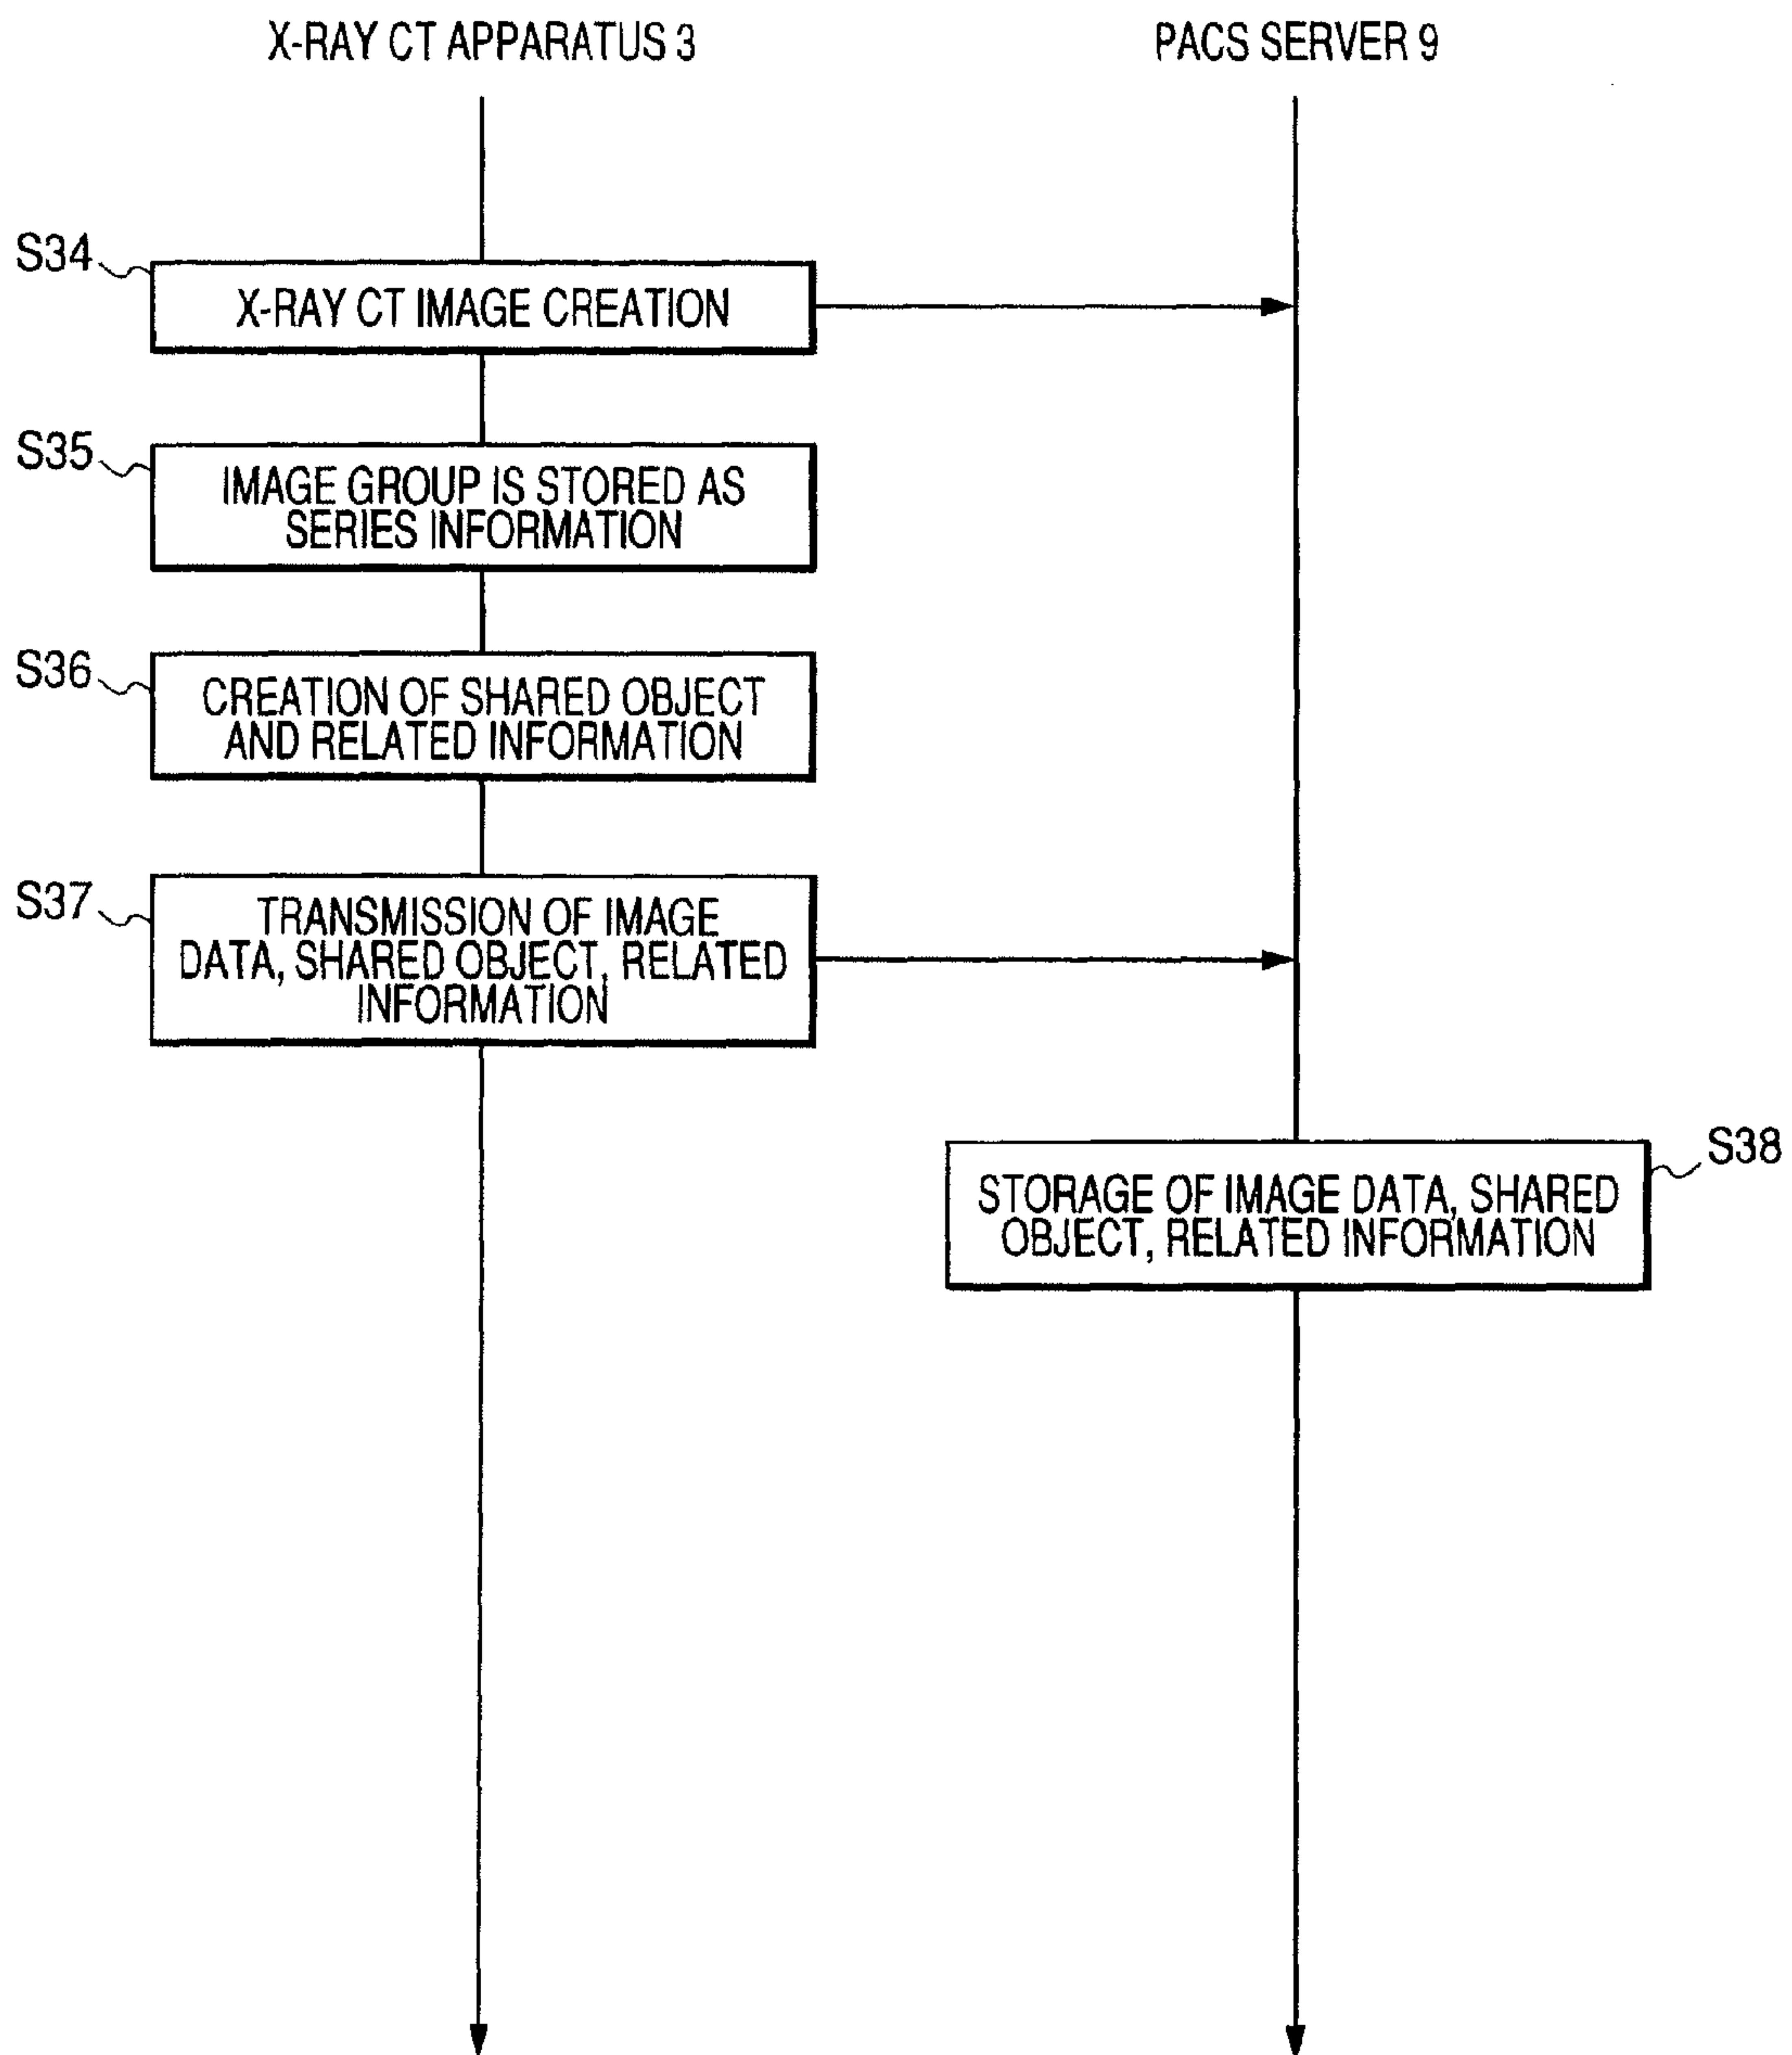 X-RAY CT APPARATUS 3
PACS SERVER 9
S34
X-RAY CT IMAGE CREATION
S35
IMAGE GROUP IS STORED AS
SERIES INFORMATION
S36
CREATION OF SHARED OBJECT
AND RELATED INFORMATION
S37
TRANSMISSION OF IMAGE
DATA, SHARED OBJECT, RELATED
INFORMATION
S38
STORAGE OF IMAGE DATA, SHARED
OBJECT, RELATED INFORMATION